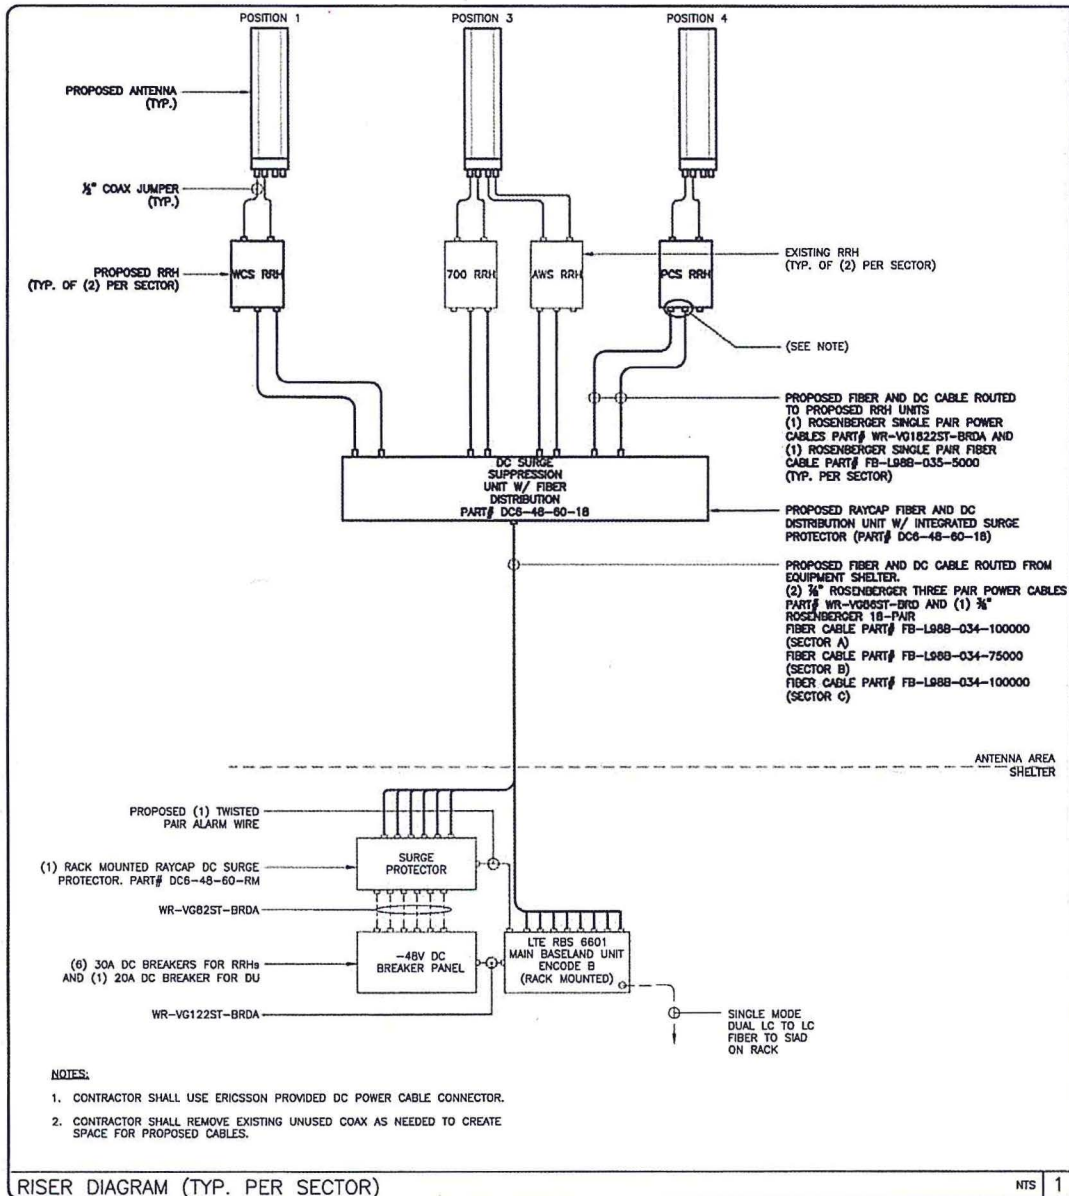 POSITION 1
POSITION 3
POSITION 4
PROPOSED ANTENNA
(TYP.)
½" COAX JUMPER
(TYP.)
PROPOSED RRH
(TYP. OF (2) PER SECTOR)
WCS RRH
700 RRH
AWS RRH
PCS RRH
EXISTING RRH
(TYP. OF (2) PER SECTOR)
(SEE NOTE)
PROPOSED FIBER AND DC CABLE ROUTED
TO PROPOSED RRH UNITS
(1) ROSENBERGER SINGLE PAIR POWER
CABLES PART# WR-VG1822ST-BRDA AND
(1) ROSENBERGER SINGLE PAIR FIBER
CABLE PART# FB-L98B-035-5000
(TYP. PER SECTOR)
DC SURGE
SUPPRESSION
UNIT W/ FIBER
DISTRIBUTION
PART# DC6-48-60-18
PROPOSED RAYCAP FIBER AND DC
DISTRIBUTION UNIT W/ INTEGRATED SURGE
PROTECTOR (PART# DC6-48-60-18)
PROPOSED FIBER AND DC CABLE ROUTED FROM
EQUIPMENT SHELTER.
(2) ROSENBERGER THREE PAIR POWER CABLES
PART# AND (1)
ROSENBERGER 18-PAIR
FIBER CABLE PART# FB-L98B-034-100000
(SECTOR A)
FIBER CABLE PART# FB-L98B-034-75000
(SECTOR B)
FIBER CABLE PART# FB-L98B-034-100000
(SECTOR C)
ANTENNA AREA
SHELTER
PROPOSED (1) TWISTED
PAIR ALARM WIRE
(1) RACK MOUNTED RAYCAP DC SURGE
PROTECTOR. PART# DC6-48-60-RM
SURGE
PROTECTOR
WR-VG82ST-BRDA
(6) 30A DC BREAKERS FOR RRHs
AND (1) 20A DC BREAKER FOR DU
-48V DC
BREAKER PANEL
LTE RBS 6601
MAIN BASELAND UNIT
ENCODE B
(RACK MOUNTED)
WR-VG122ST-BRDA
SINGLE MODE
DUAL LC TO LC
FIBER TO SIAD
ON RACK
NOTES:
1. CONTRACTOR SHALL USE ERICSSON PROVIDED DC POWER CABLE CONNECTOR.
2. CONTRACTOR SHALL REMOVE EXISTING UNUSED COAX AS NEEDED TO CREATE
SPACE FOR PROPOSED CABLES.
RISER DIAGRAM (TYP. PER SECTOR)
NTS 1